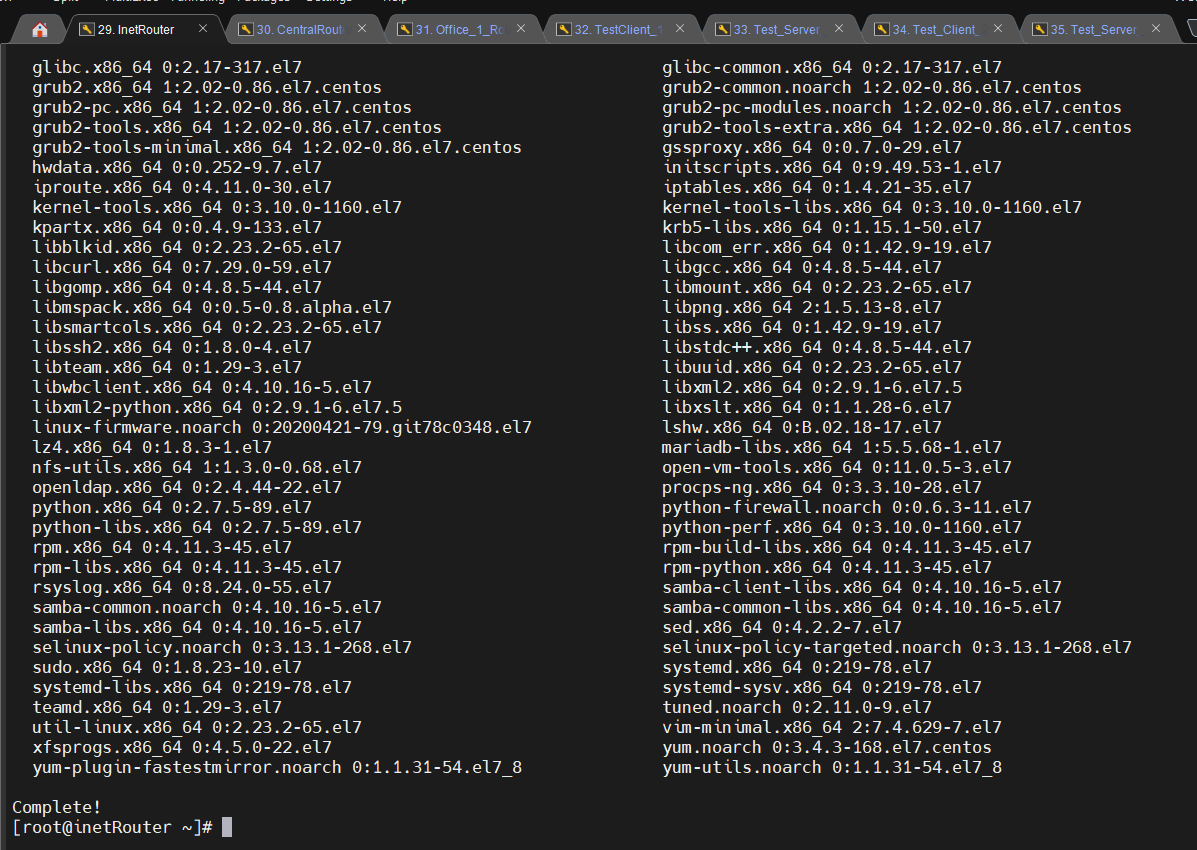 29. InetRouter
30. CentralRout
31. Office_1_Ro
32. TestClient_1
33. Test_Server
34. Test_Client_
35. Test_Server
glibc.x86_64 0:2.17-317.el7 glibc-common.x86_64 0:2.17-317.el7
grub2.x86_64 1:2.02-0.86.el7.centos grub2-common.noarch 1:2.02-0.86.el7.centos
grub2-pc.x86_64 1:2.02-0.86.el7.centos grub2-pc-modules.noarch 1:2.02-0.86.el7.centos
grub2-tools.x86_64 1:2.02-0.86.el7.centos grub2-tools-extra.x86_64 1:2.02-0.86.el7.centos
grub2-tools-minimal.x86_64 1:2.02-0.86.el7.centos gssproxy.x86_64 0:0.7.0-29.el7
hwdata.x86_64 0:0.252-9.7.el7 initscripts.x86_64 0:9.49.53-1.el7
iproute.x86_64 0:4.11.0-30.el7 iptables.x86_64 0:1.4.21-35.el7
kernel-tools.x86_64 0:3.10.0-1160.el7 kernel-tools-libs.x86_64 0:3.10.0-1160.el7
kpartx.x86_64 0:0.4.9-133.el7 krb5-libs.x86_64 0:1.15.1-50.el7
libblkid.x86_64 0:2.23.2-65.el7 libcom_err.x86_64 0:1.42.9-19.el7
libcurl.x86_64 0:7.29.0-59.el7 libgcc.x86_64 0:4.8.5-44.el7
libgomp.x86_64 0:4.8.5-44.el7 libmount.x86_64 0:2.23.2-65.el7
libmspack.x86_64 0:0.5-0.8.alpha.el7 libpng.x86_64 2:1.5.13-8.el7
libsmartcols.x86_64 0:2.23.2-65.el7 libss.x86_64 0:1.42.9-19.el7
libssh2.x86_64 0:1.8.0-4.el7 libstdc++.x86_64 0:4.8.5-44.el7
libteam.x86_64 0:1.29-3.el7 libuuid.x86_64 0:2.23.2-65.el7
libwbclient.x86_64 0:4.10.16-5.el7 libxml2.x86_64 0:2.9.1-6.el7.5
libxml2-python.x86_64 0:2.9.1-6.el7.5 libxslt.x86_64 0:1.1.28-6.el7
linux-firmware.noarch 0:20200421-79.git78c0348.el7 lshw.x86_64 0:B.02.18-17.el7
lz4.x86_64 0:1.8.3-1.el7 mariadb-libs.x86_64 1:5.5.68-1.el7
nfs-utils.x86_64 1:1.3.0-0.68.el7 open-vm-tools.x86_64 0:11.0.5-3.el7
openldap.x86_64 0:2.4.44-22.el7 procps-ng.x86_64 0:3.3.10-28.el7
python.x86_64 0:2.7.5-89.el7 python-firewall.noarch 0:0.6.3-11.el7
python-libs.x86_64 0:2.7.5-89.el7 python-perf.x86_64 0:3.10.0-1160.el7
rpm.x86_64 0:4.11.3-45.el7 rpm-build-libs.x86_64 0:4.11.3-45.el7
rpm-libs.x86_64 0:4.11.3-45.el7 rpm-python.x86_64 0:4.11.3-45.el7
rsyslog.x86_64 0:8.24.0-55.el7 samba-client-libs.x86_64 0:4.10.16-5.el7
samba-common.noarch 0:4.10.16-5.el7 samba-common-libs.x86_64 0:4.10.16-5.el7
samba-libs.x86_64 0:4.10.16-5.el7 sed.x86_64 0:4.2.2-7.el7
selinux-policy.noarch 0:3.13.1-268.el7 selinux-policy-targeted.noarch 0:3.13.1-268.el7
sudo.x86_64 0:1.8.23-10.el7 systemd.x86_64 0:219-78.el7
systemd-libs.x86_64 0:219-78.el7 systemd-sysv.x86_64 0:219-78.el7
teamd.x86_64 0:1.29-3.el7 tuned.noarch 0:2.11.0-9.el7
util-linux.x86_64 0:2.23.2-65.el7 vim-minimal.x86_64 2:7.4.629-7.el7
xfsprogs.x86_64 0:4.5.0-22.el7 yum.noarch 0:3.4.3-168.el7.centos
yum-plugin-fastestmirror.noarch 0:1.1.31-54.el7_8 yum-utils.noarch 0:1.1.31-54.el7_8
Complete!
[root@inetRouter ~]#